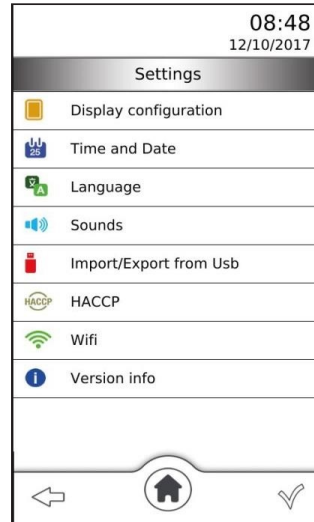 08:48
12/10/2017
Settings
Display configuration
25 Time and Date
A Language
Sounds
Import/Export from Usb
HACCP HACCP
Wifi
i Version info